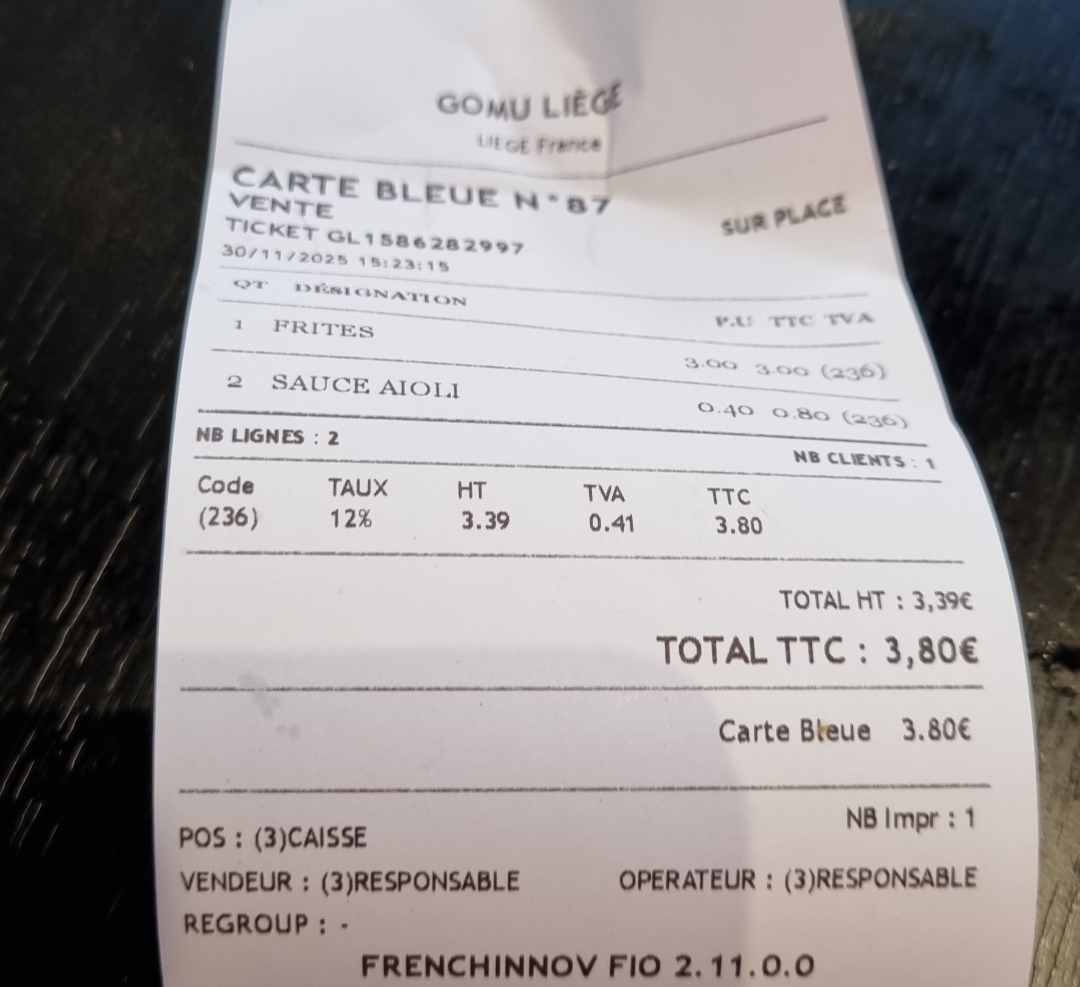 GOMU LIÈGE
LIEGE France
CARTE BLEUE N°87
VENTE SUR PLACE
TICKET GL1586282997
30/11/2025 15:23:15
QT DÉSIGNATION P.U TTC TVA
1 FRITES 3.00 3.00 (236)
2 SAUCE AIOLI 0.40 0.80 (236)
NB LIGNES : 2 NB CLIENTS : 1
Code TAUX HT TVA TTC
(236) 12% 3.39 0.41 3.80
TOTAL HT : 3,39€
TOTAL TTC : 3,80€
Carte Bleue 3.80€
NB Impr : 1
POS : (3)CAISSE
VENDEUR : (3)RESPONSABLE OPERATEUR : (3)RESPONSABLE
REGROUP : -
FRENCHINNOV FIO 2.11.0.0